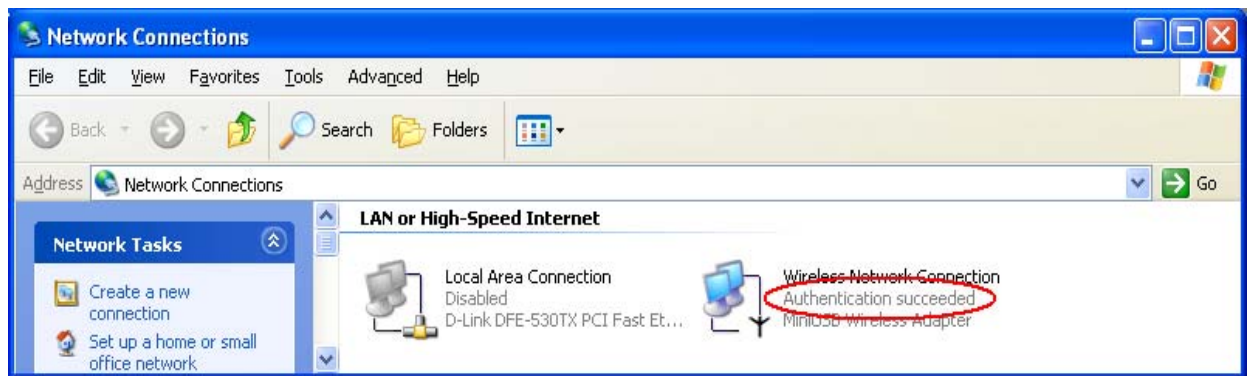 Network Connections
File Edit View Favorites Tools Advanced Help
Back Search Folders
Address Network Connections Go
Network Tasks
Create a new
connection
Set up a home or small
office network
LAN or High-Speed Internet
Local Area Connection
Disabled
D-Link DFE-530TX PCI Fast Et...
Wireless Network Connection
Authentication succeeded
MiniUSB Wireless Adapter